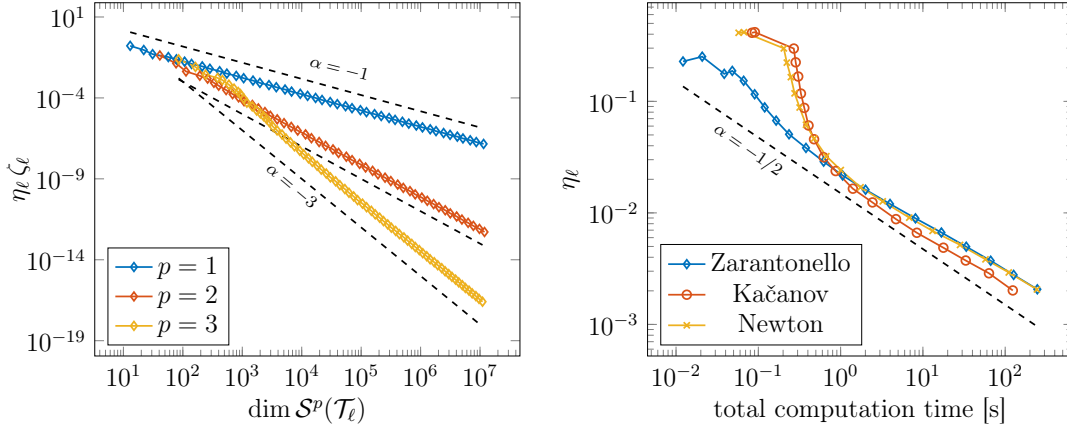 10^1
10^−4
10^−9
10^−14
10^−19
η_ℓ ζ_ℓ
α = −1
α = −3
p = 1
p = 2
p = 3
10^1 10^2 10^3 10^4 10^5 10^6 10^7
dim 𝒮^p(𝒯_ℓ)
10^−1
10^−2
10^−3
η_ℓ
α = −1/2
Zarantonello
Kačanov
Newton
10^−2 10^−1 10^0 10^1 10^2
total computation time [s]